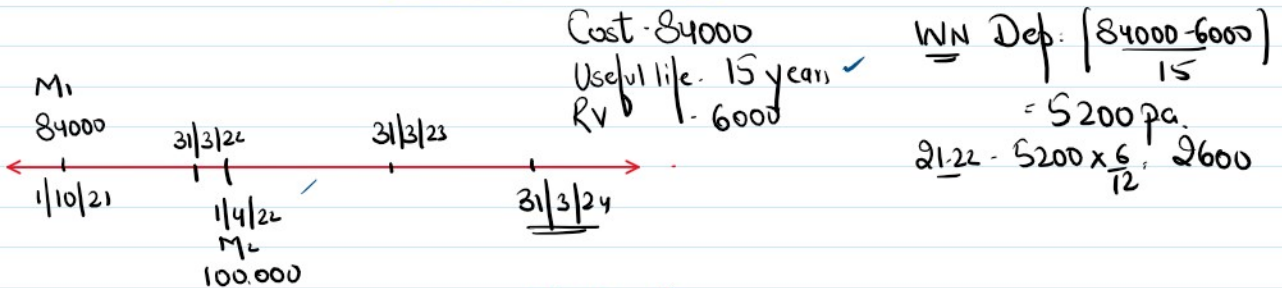 Cost - 84000
Useful life - 15 years ✓
RV - 6000
WN Dep: [84000-6000 / 15]
= 5200 pa.
21-22 - 5200 x 6/12 : 2600
M1
84000
31/3/22
31/3/23
1/10/21
1/4/22
M2
100.000
31/3/24